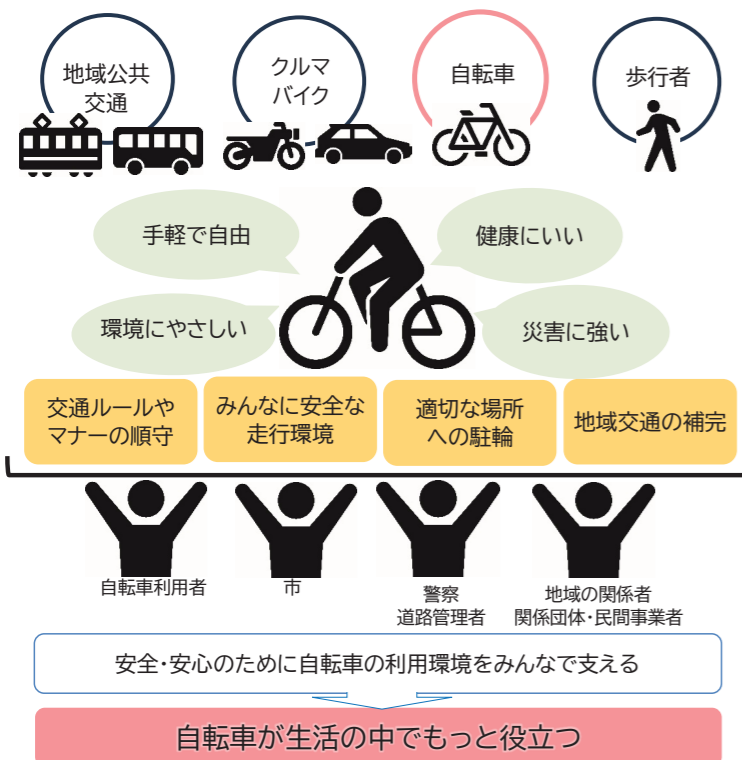 地域公共
交通
クルマ
バイク
自転車
歩行者
手軽で自由
健康にいい
環境にやさしい
災害に強い
交通ルールや
マナーの順守
みんなに安全な
走行環境
適切な場所
への駐輪
地域交通の補完
自転車利用者
市
警察
道路管理者
地域の関係者
関係団体・民間事業者
安全・安心のために自転車の利用環境をみんなで支える
自転車が生活の中でもっと役立つ